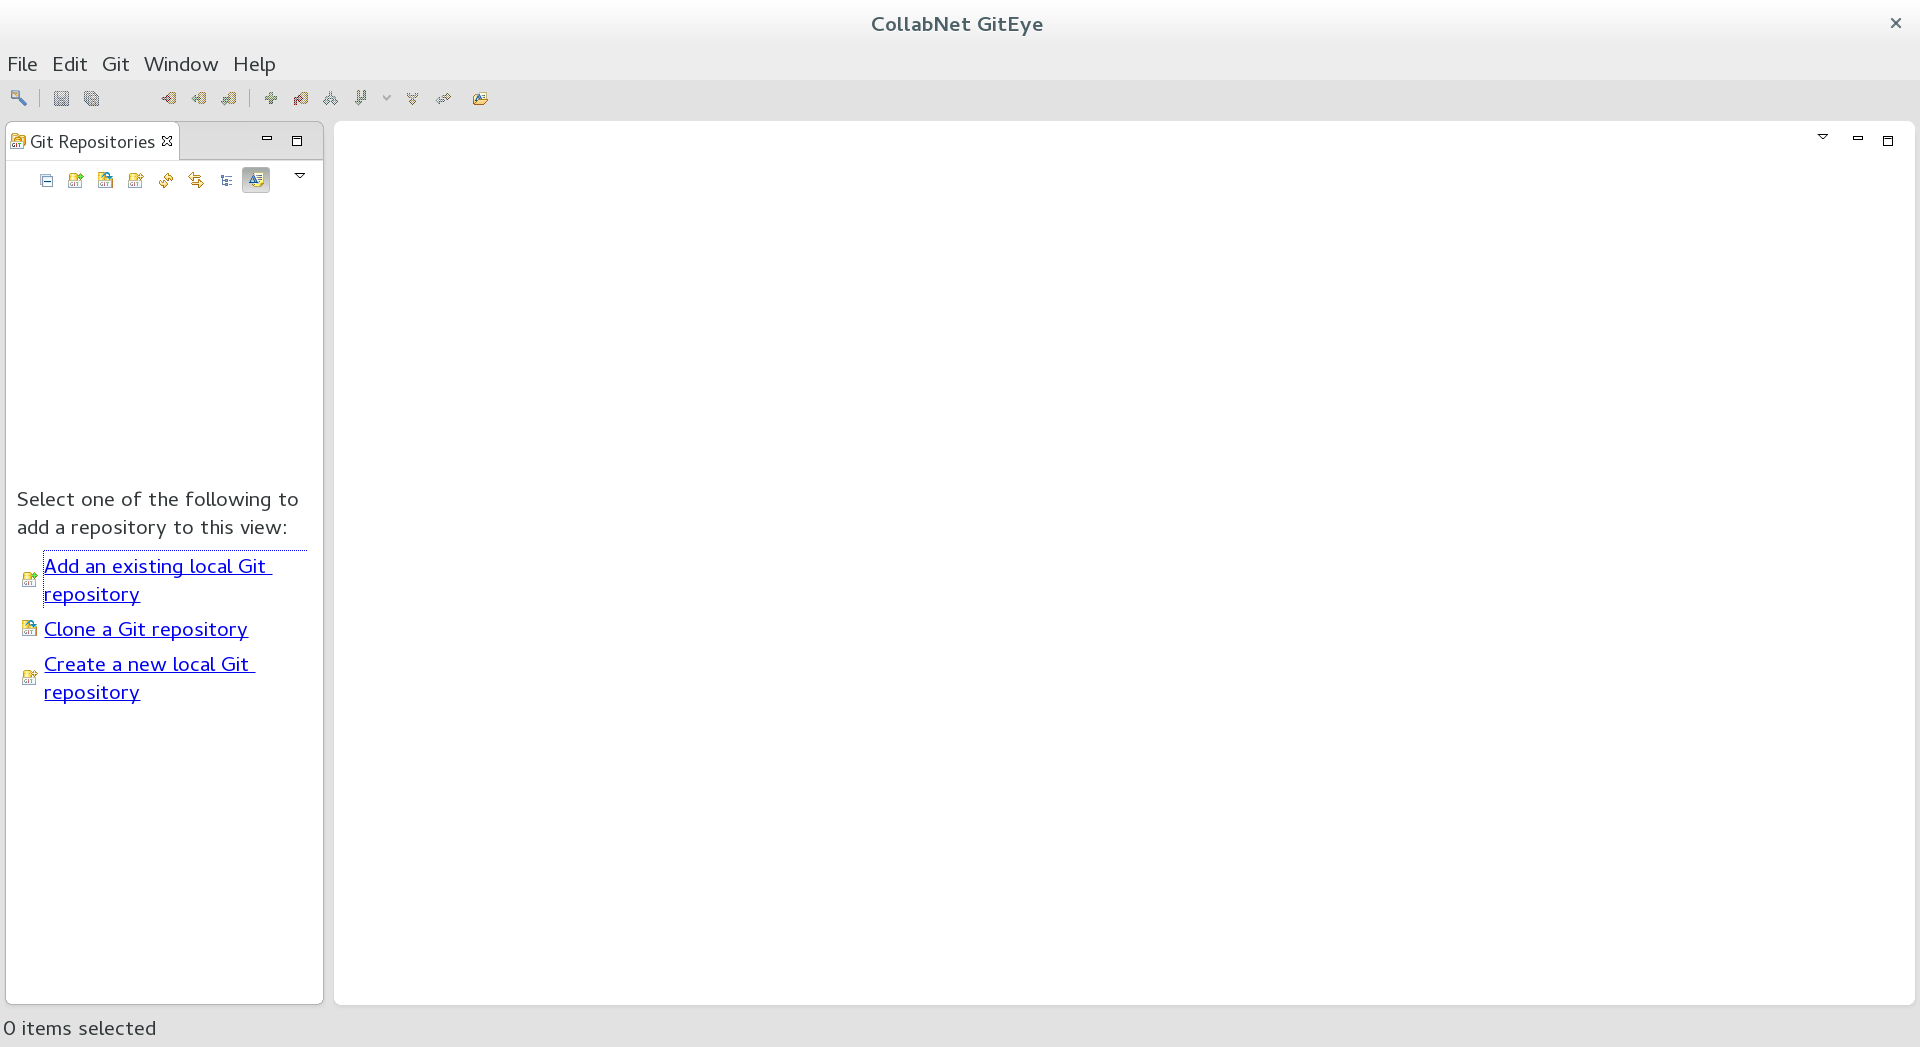 CollabNet GitEye
File Edit Git Window Help
Git Repositories
Select one of the following to
add a repository to this view:
Add an existing local Git
repository
Clone a Git repository
Create a new local Git
repository
0 items selected